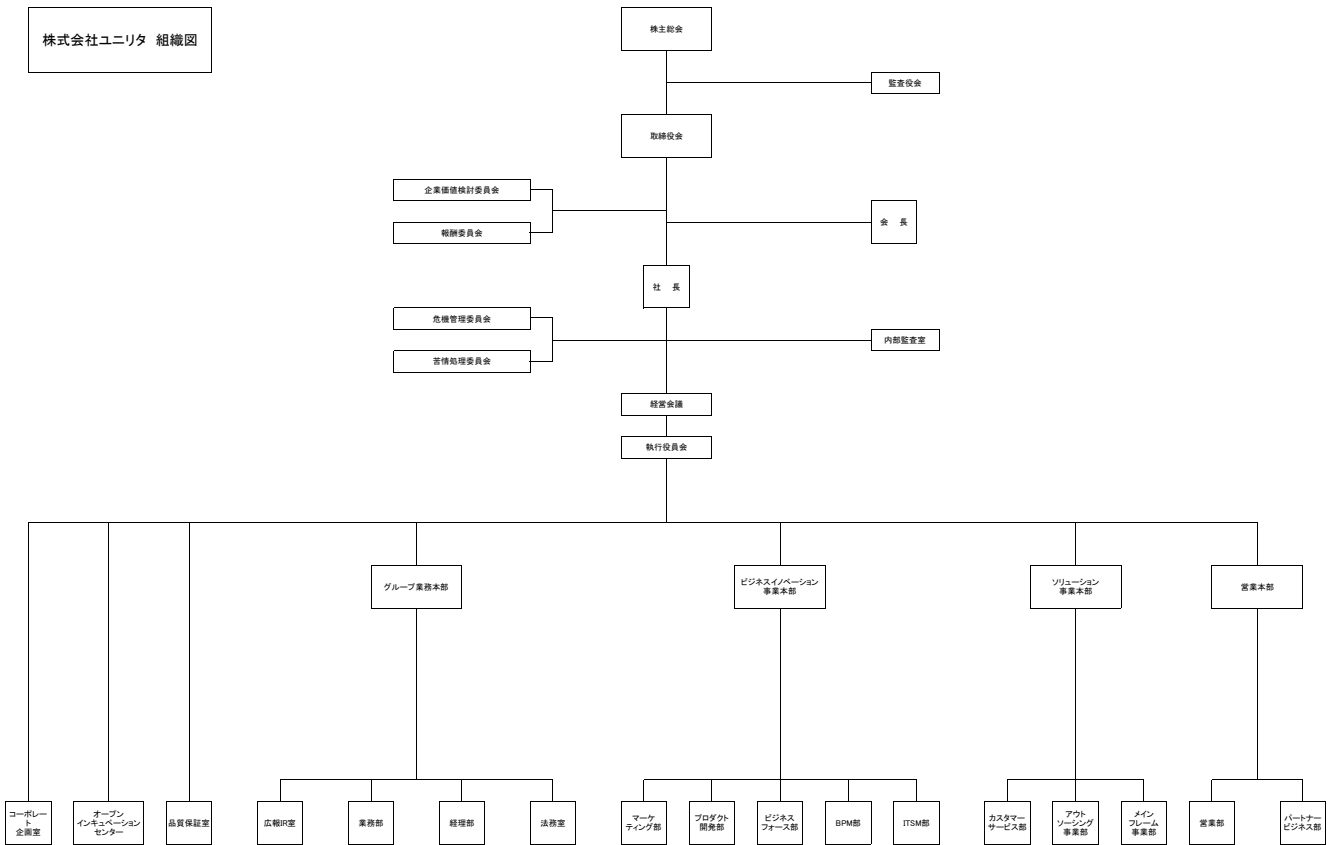 株式会社ユニリタ　組織図
株主総会
監査役会
取締役会
企業価値検討委員会
報酬委員会
会　長
社　長
危機管理委員会
苦情処理委員会
内部監査室
経営会議
執行役員会
グループ業務本部
ビジネスイノベーション
事業本部
ソリューション
事業本部
営業本部
コーポレー
ト
企画室
オープン
インキュベーション
センター
品質保証室
広報IR室
業務部
経理部
法務室
マーケ
ティング部
プロダクト
開発部
ビジネス
フォース部
BPM部
ITSM部
カスタマー
サービス部
アウト
ソーシング
事業部
メイン
フレーム
事業部
営業部
パートナー
ビジネス部